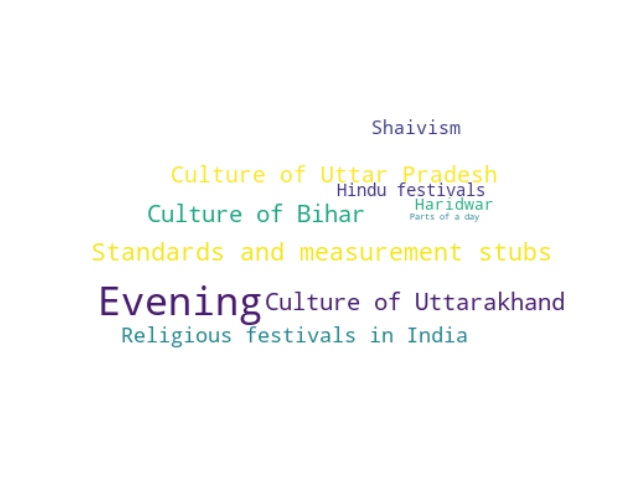 Shaivism
Culture of Uttar Pradesh
Hindu festivals
Haridwar
Culture of Bihar
Parts of a day
Standards and measurement stubs
Evening
Culture of Uttarakhand
Religious festivals in India